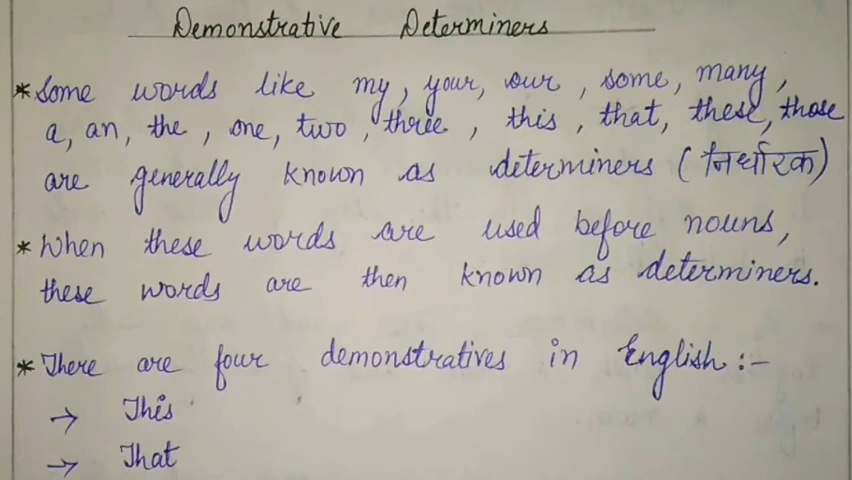 Demonstrative Determiners
* Some words like my, your, our, some, many,
a, an, the, one, two, three, this, that, these, those
are generally known as determiners (निर्धारक)
* When these words are used before nouns,
these words are then known as determiners.
* There are four demonstratives in English :-
→ This
→ That